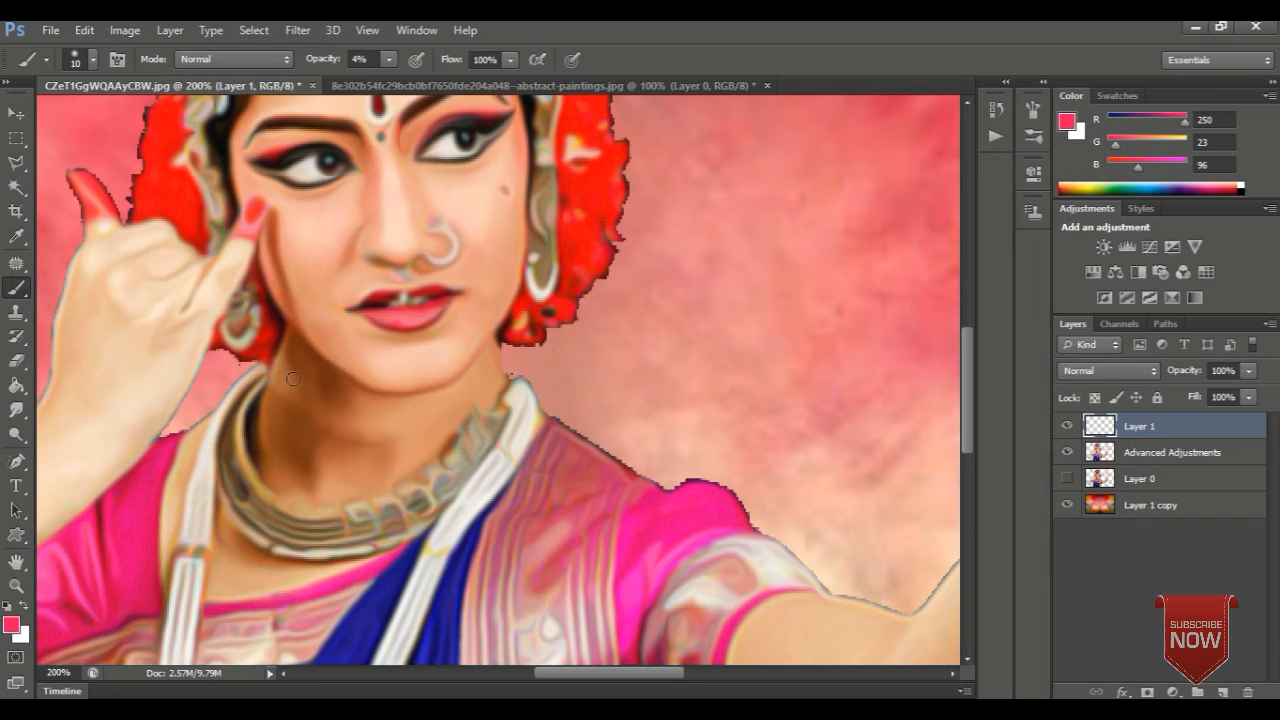 Ps File Edit Image Layer Type Select Filter 3D View Window Help
10 Mode: Normal Opacity: 4% Flow: 100% Essentials
CZeT1GgWQAAyCBW.jpg @ 200% (Layer 1, RGB/8) * × 8e302b54fc29bcb0bf7650fde204a048--abstract-paintings.jpg @ 100% (Layer 0, RGB/8) * ×
Color Swatches
R 250
G 23
B 96
Adjustments Styles
Add an adjustment
Layers Channels Paths
Kind
Normal Opacity: 100%
Lock: Fill: 100%
Layer 1
Advanced Adjustments
Layer 0
Layer 1 copy
SUBSCRIBE
NOW
200% Doc: 2.57M/9.79M
Timeline